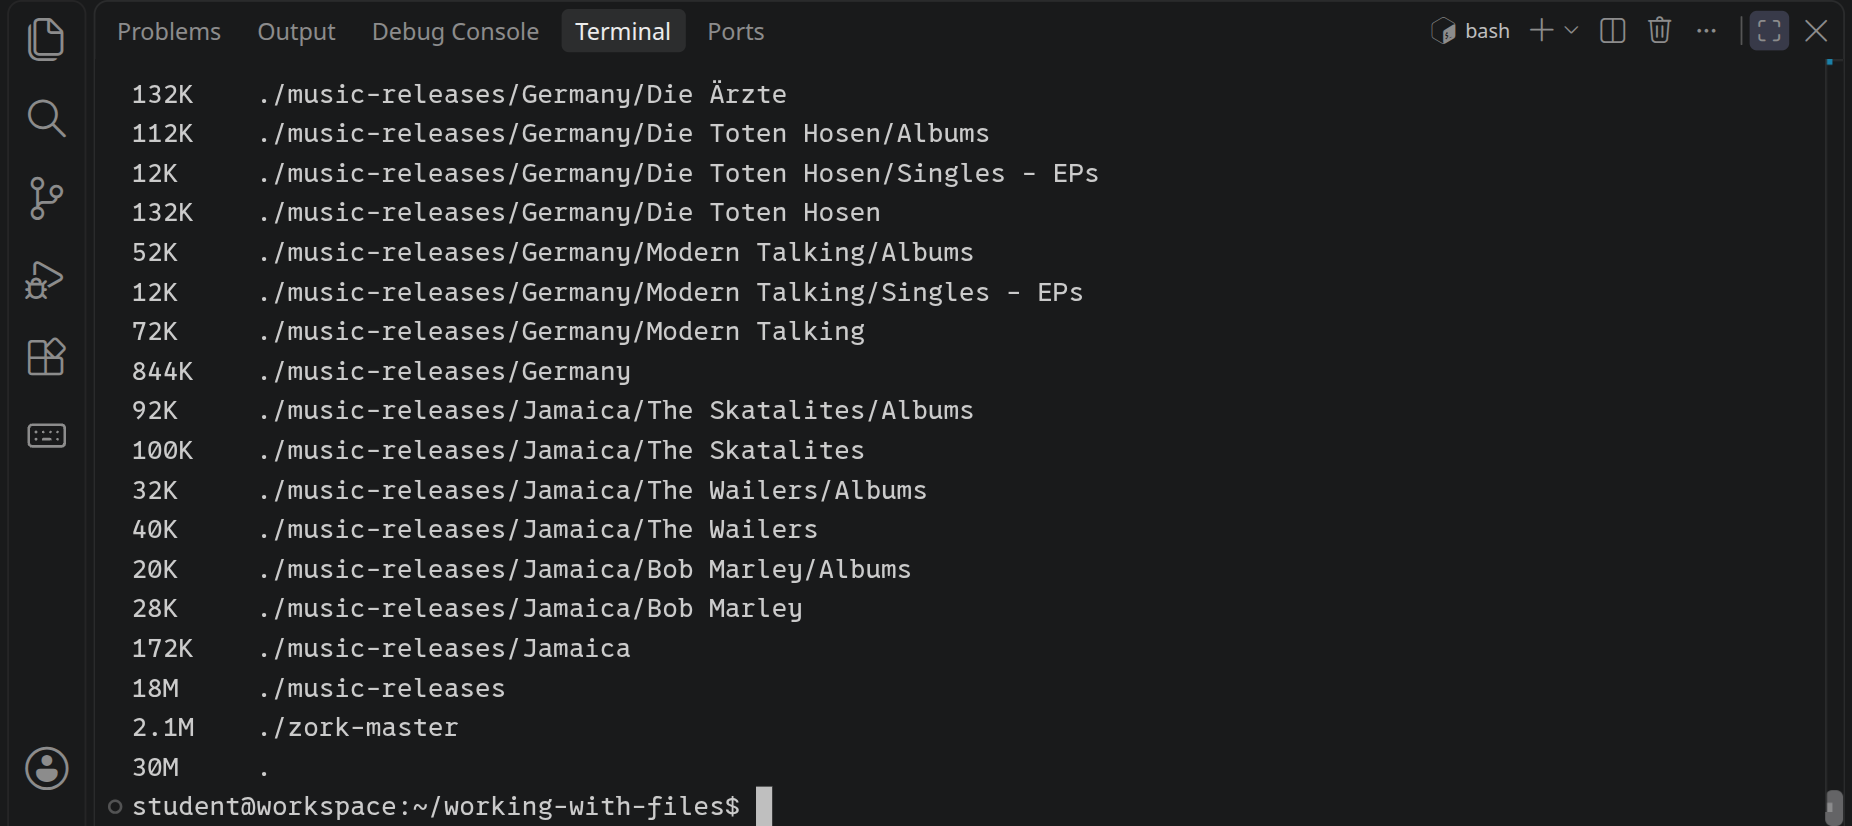 Problems Output Debug Console Terminal Ports bash
132K ./music-releases/Germany/Die Ärzte
112K ./music-releases/Germany/Die Toten Hosen/Albums
12K ./music-releases/Germany/Die Toten Hosen/Singles - EPs
132K ./music-releases/Germany/Die Toten Hosen
52K ./music-releases/Germany/Modern Talking/Albums
12K ./music-releases/Germany/Modern Talking/Singles - EPs
72K ./music-releases/Germany/Modern Talking
844K ./music-releases/Germany
92K ./music-releases/Jamaica/The Skatalites/Albums
100K ./music-releases/Jamaica/The Skatalites
32K ./music-releases/Jamaica/The Wailers/Albums
40K ./music-releases/Jamaica/The Wailers
20K ./music-releases/Jamaica/Bob Marley/Albums
28K ./music-releases/Jamaica/Bob Marley
172K ./music-releases/Jamaica
18M ./music-releases
2.1M ./zork-master
30M .
student@workspace:~/working-with-files$